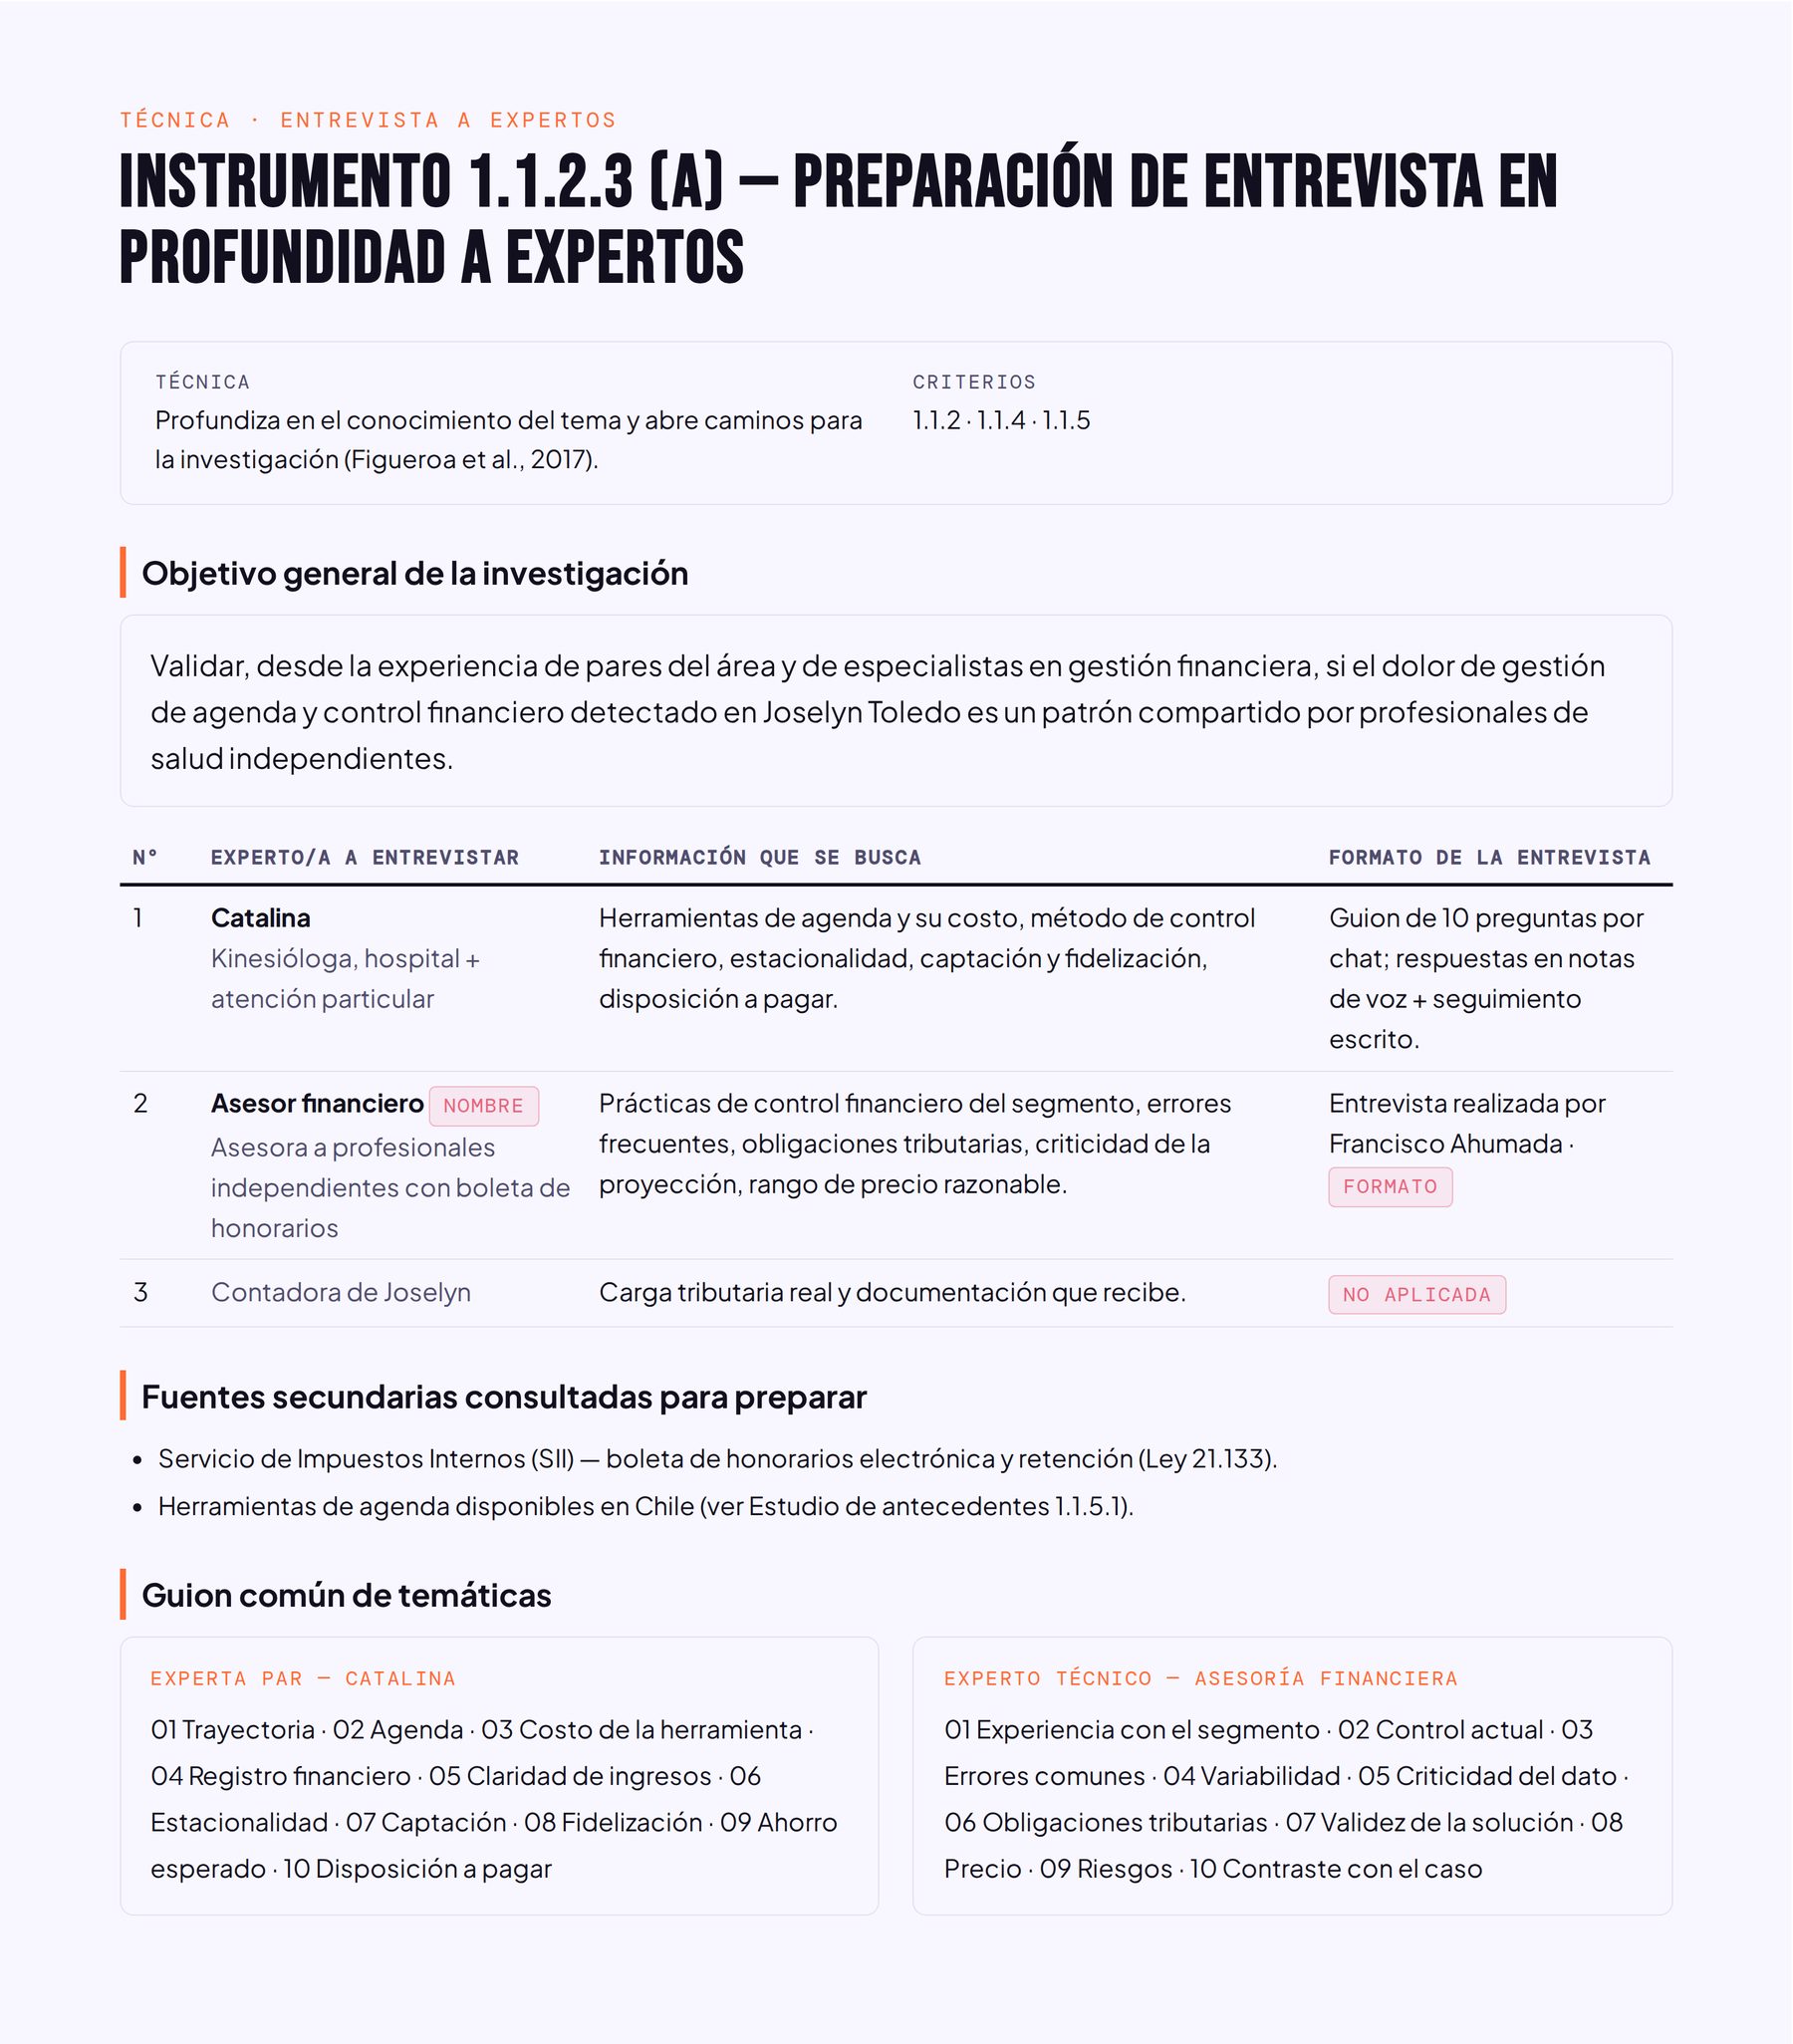 TÉCNICA · ENTREVISTA A EXPERTOS
INSTRUMENTO 1.1.2.3 (A) — PREPARACIÓN DE ENTREVISTA EN
PROFUNDIDAD A EXPERTOS
TÉCNICA
Profundiza en el conocimiento del tema y abre caminos para
la investigación (Figueroa et al., 2017).
CRITERIOS
1.1.2 · 1.1.4 · 1.1.5
Objetivo general de la investigación
Validar, desde la experiencia de pares del área y de especialistas en gestión financiera, si el dolor de gestión
de agenda y control financiero detectado en Joselyn Toledo es un patrón compartido por profesionales de
salud independientes.
N° EXPERTO/A A ENTREVISTAR INFORMACIÓN QUE SE BUSCA FORMATO DE LA ENTREVISTA
1
Catalina
Kinesióloga, hospital +
atención particular
Herramientas de agenda y su costo, método de control
financiero, estacionalidad, captación y fidelización,
disposición a pagar.
Guion de 10 preguntas por
chat; respuestas en notas
de voz + seguimiento
escrito.
2
Asesor financiero NOMBRE
Asesora a profesionales
independientes con boleta de
honorarios
Prácticas de control financiero del segmento, errores
frecuentes, obligaciones tributarias, criticidad de la
proyección, rango de precio razonable.
Entrevista realizada por
Francisco Ahumada ·
FORMATO
3
Contadora de Joselyn
Carga tributaria real y documentación que recibe.
NO APLICADA
Fuentes secundarias consultadas para preparar
• Servicio de Impuestos Internos (SII) — boleta de honorarios electrónica y retención (Ley 21.133).
• Herramientas de agenda disponibles en Chile (ver Estudio de antecedentes 1.1.5.1).
Guion común de temáticas
EXPERTA PAR — CATALINA
01 Trayectoria · 02 Agenda · 03 Costo de la herramienta ·
04 Registro financiero · 05 Claridad de ingresos · 06
Estacionalidad · 07 Captación · 08 Fidelización · 09 Ahorro
esperado · 10 Disposición a pagar
EXPERTO TÉCNICO — ASESORÍA FINANCIERA
01 Experiencia con el segmento · 02 Control actual · 03
Errores comunes · 04 Variabilidad · 05 Criticidad del dato ·
06 Obligaciones tributarias · 07 Validez de la solución · 08
Precio · 09 Riesgos · 10 Contraste con el caso